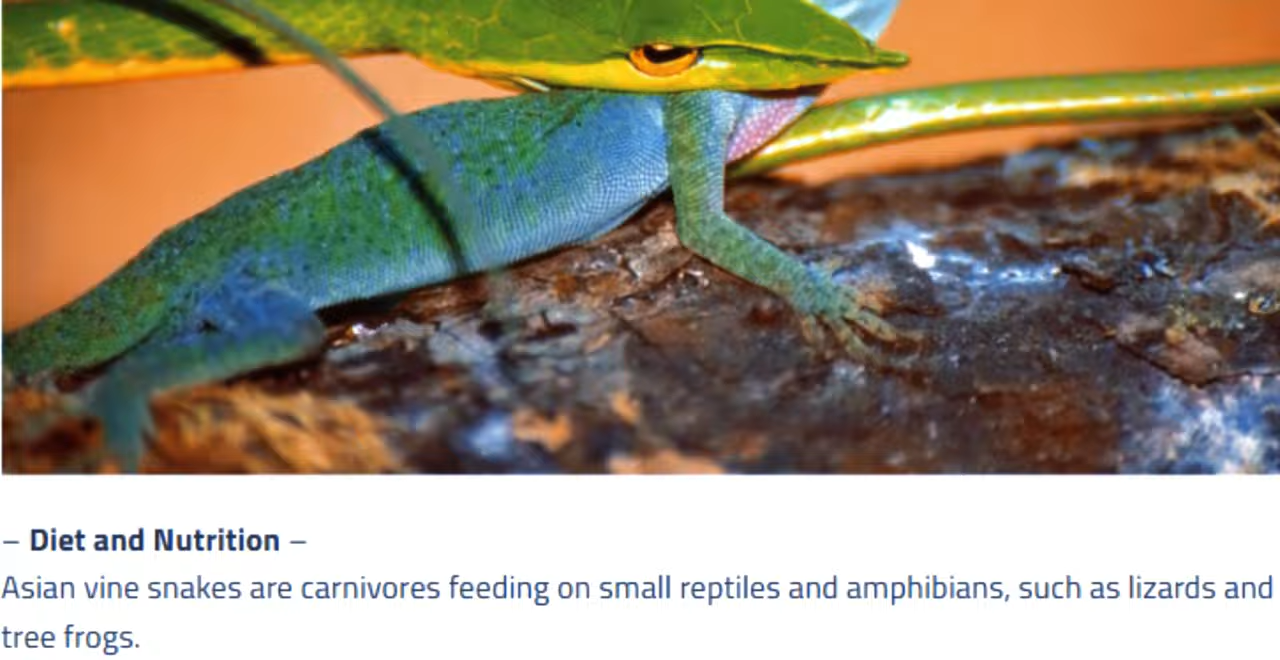 – Diet and Nutrition –
Asian vine snakes are carnivores feeding on small reptiles and amphibians, such as lizards and
tree frogs.